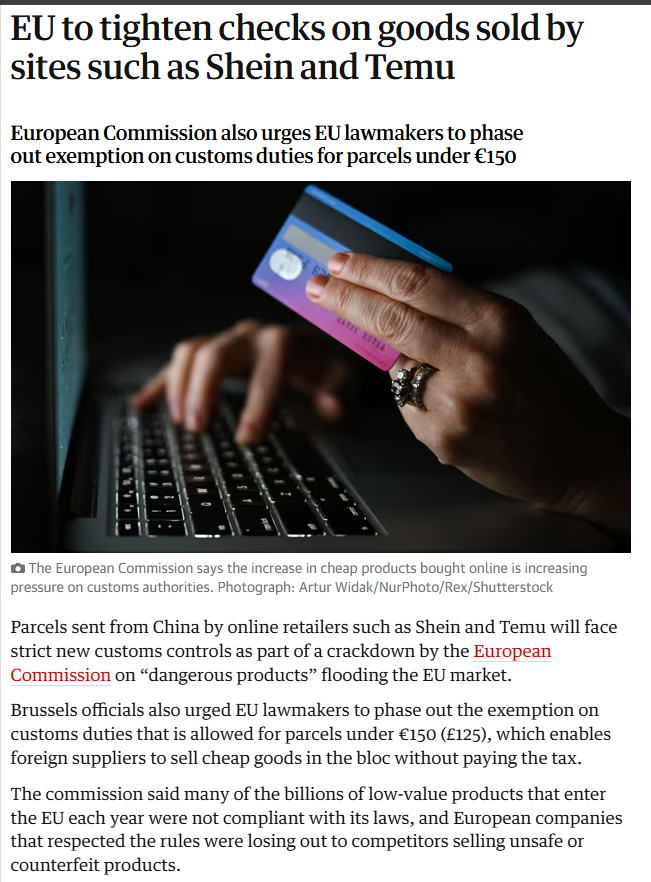 EU to tighten checks on goods sold by
sites such as Shein and Temu
European Commission also urges EU lawmakers to phase
out exemption on customs duties for parcels under €150
The European Commission says the increase in cheap products bought online is increasing
pressure on customs authorities. Photograph: Artur Widak/NurPhoto/Rex/Shutterstock
Parcels sent from China by online retailers such as Shein and Temu will face
strict new customs controls as part of a crackdown by the European
Commission on “dangerous products” flooding the EU market.
Brussels officials also urged EU lawmakers to phase out the exemption on
customs duties that is allowed for parcels under €150 (£125), which enables
foreign suppliers to sell cheap goods in the bloc without paying the tax.
The commission said many of the billions of low-value products that enter
the EU each year were not compliant with its laws, and European companies
that respected the rules were losing out to competitors selling unsafe or
counterfeit products.